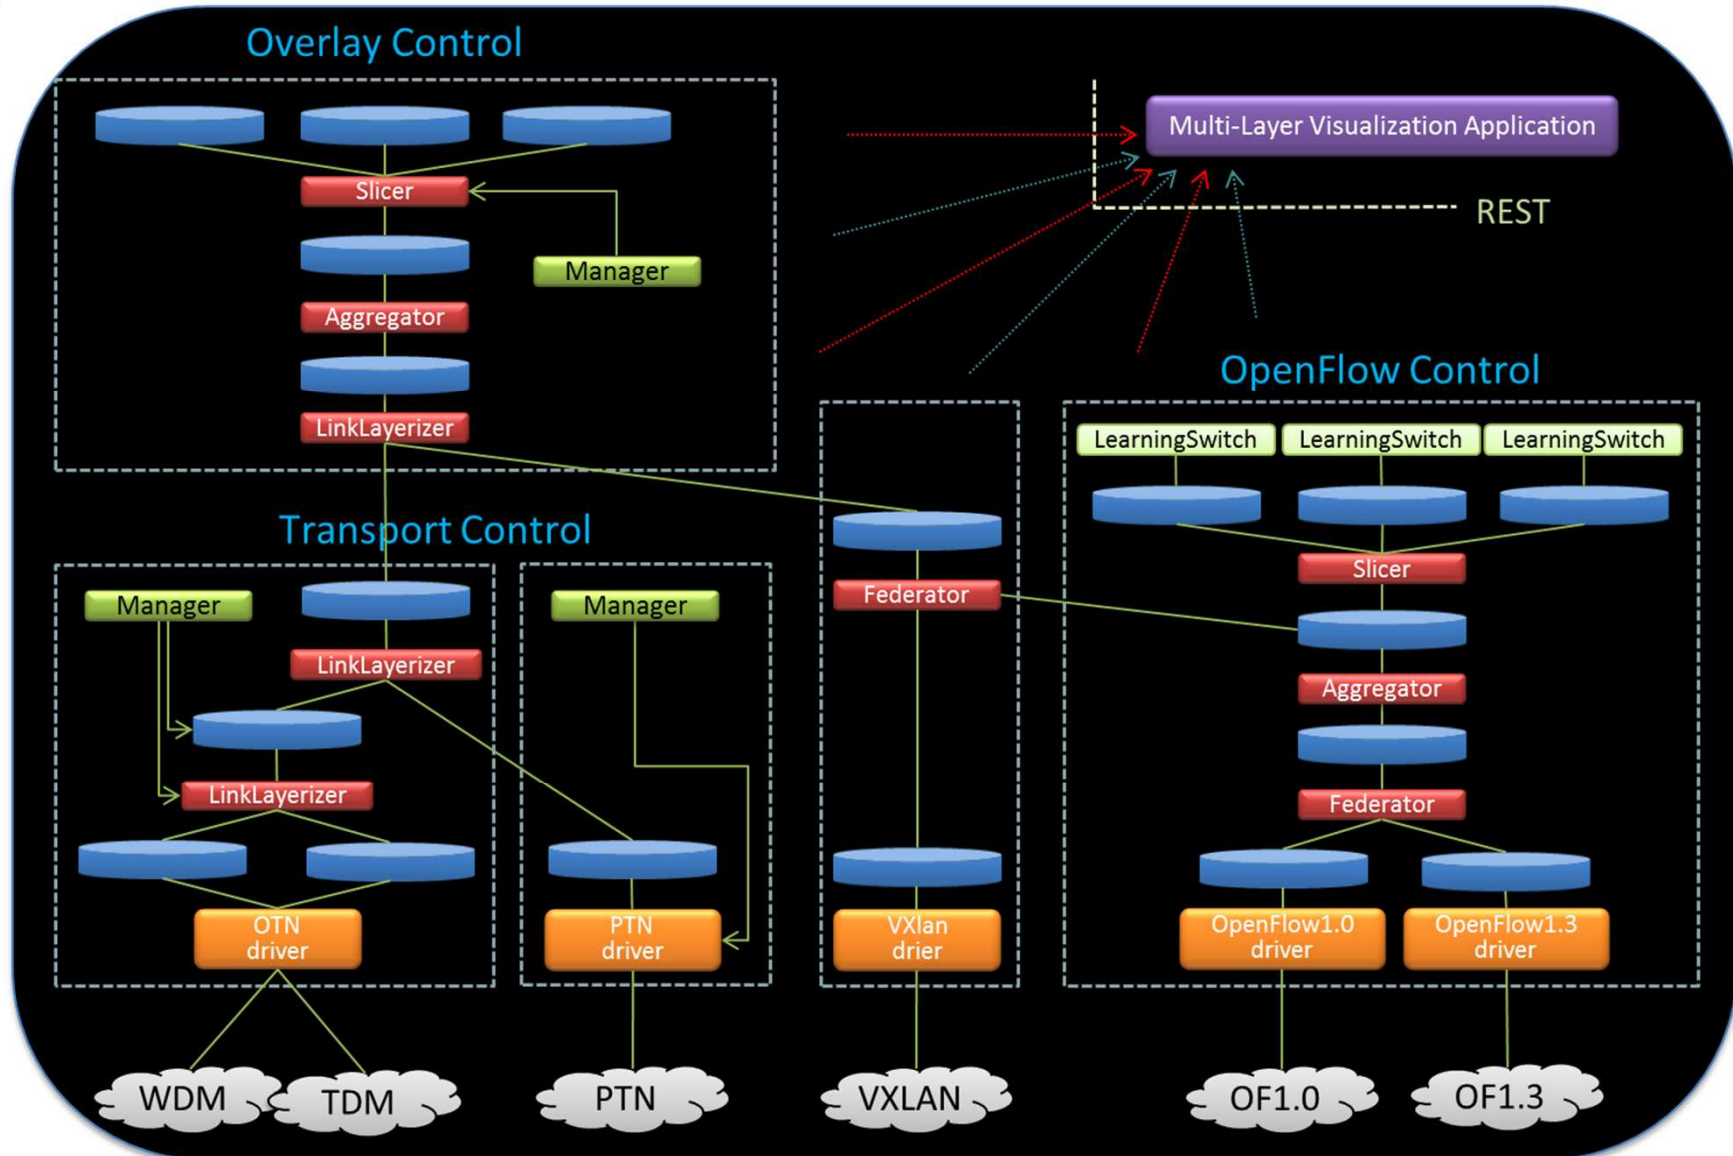 Overlay Control
Multi-Layer Visualization Application
REST
Slicer
Manager
Aggregator
LinkLayerizer
OpenFlow Control
LearningSwitch
LearningSwitch
LearningSwitch
Slicer
Aggregator
Federator
OpenFlow1.0
driver
OpenFlow1.3
driver
Federator
VXlan
drier
Transport Control
Manager
LinkLayerizer
LinkLayerizer
OTN
driver
Manager
PTN
driver
WDM
TDM
PTN
VXLAN
OF1.0
OF1.3